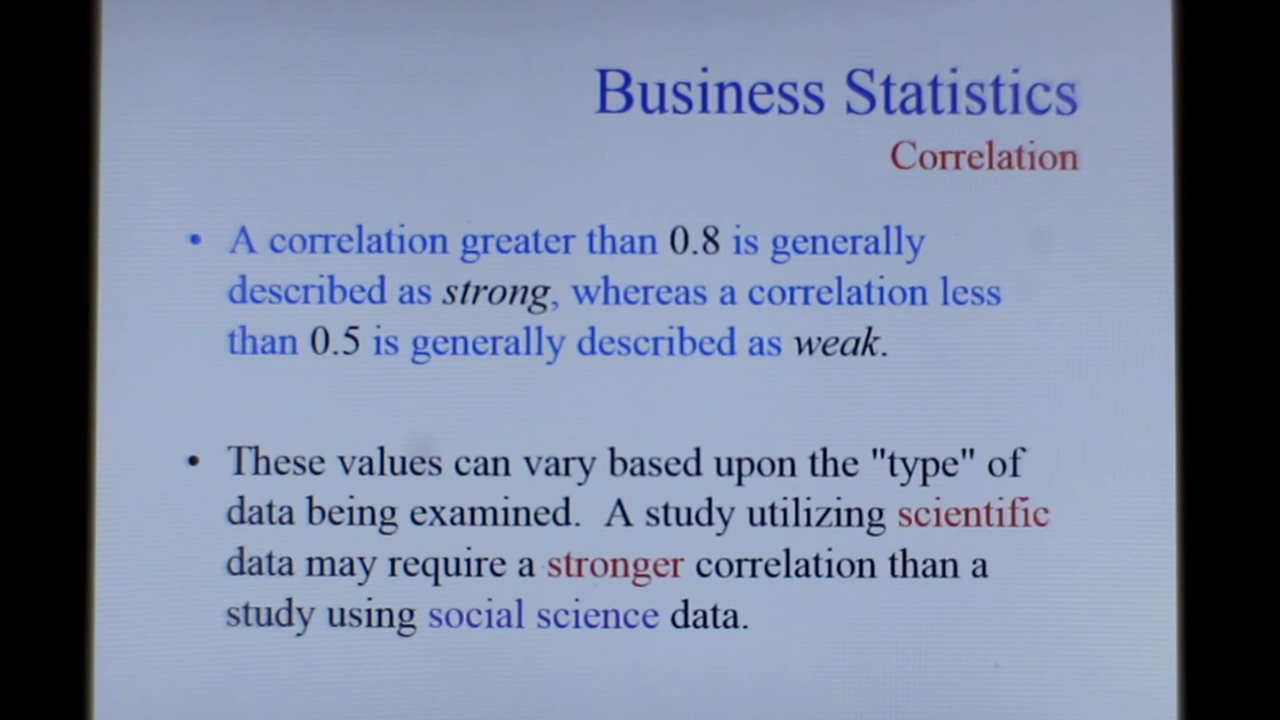 Business Statistics
Correlation
• A correlation greater than 0.8 is generally
described as strong, whereas a correlation less
than 0.5 is generally described as weak.
• These values can vary based upon the "type" of
data being examined. A study utilizing scientific
data may require a stronger correlation than a
study using social science data.